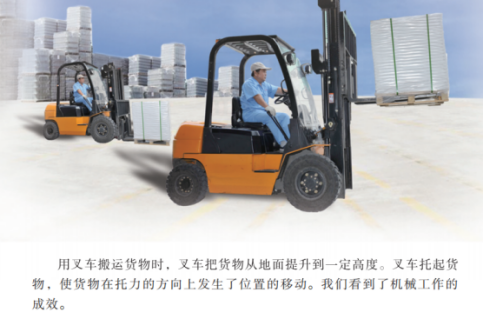 用叉车搬运货物时，叉车把货物从地面提升到一定高度。叉车托起货
物，使货物在托力的方向上发生了位置的移动。我们看到了机械工作的
成效。